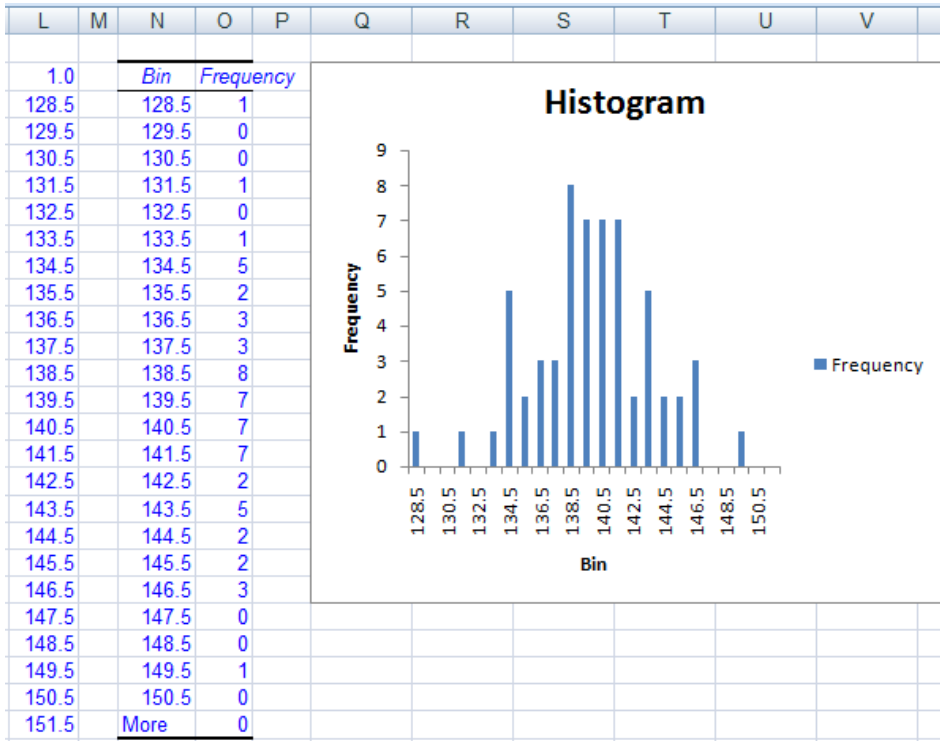 L M N O P Q R S T U V
1.0 Bin Frequency
128.5 128.5 1
129.5 129.5 0
130.5 130.5 0
131.5 131.5 1
132.5 132.5 0
133.5 133.5 1
134.5 134.5 5
135.5 135.5 2
136.5 136.5 3
137.5 137.5 3
138.5 138.5 8
139.5 139.5 7
140.5 140.5 7
141.5 141.5 7
142.5 142.5 2
143.5 143.5 5
144.5 144.5 2
145.5 145.5 2
146.5 146.5 3
147.5 147.5 0
148.5 148.5 0
149.5 149.5 1
150.5 150.5 0
151.5 More 0
Histogram
Frequency
9
8
7
6
5
4
3
2
1
0
128.5 130.5 132.5 134.5 136.5 138.5 140.5 142.5 144.5 146.5 148.5 150.5
Bin
Frequency